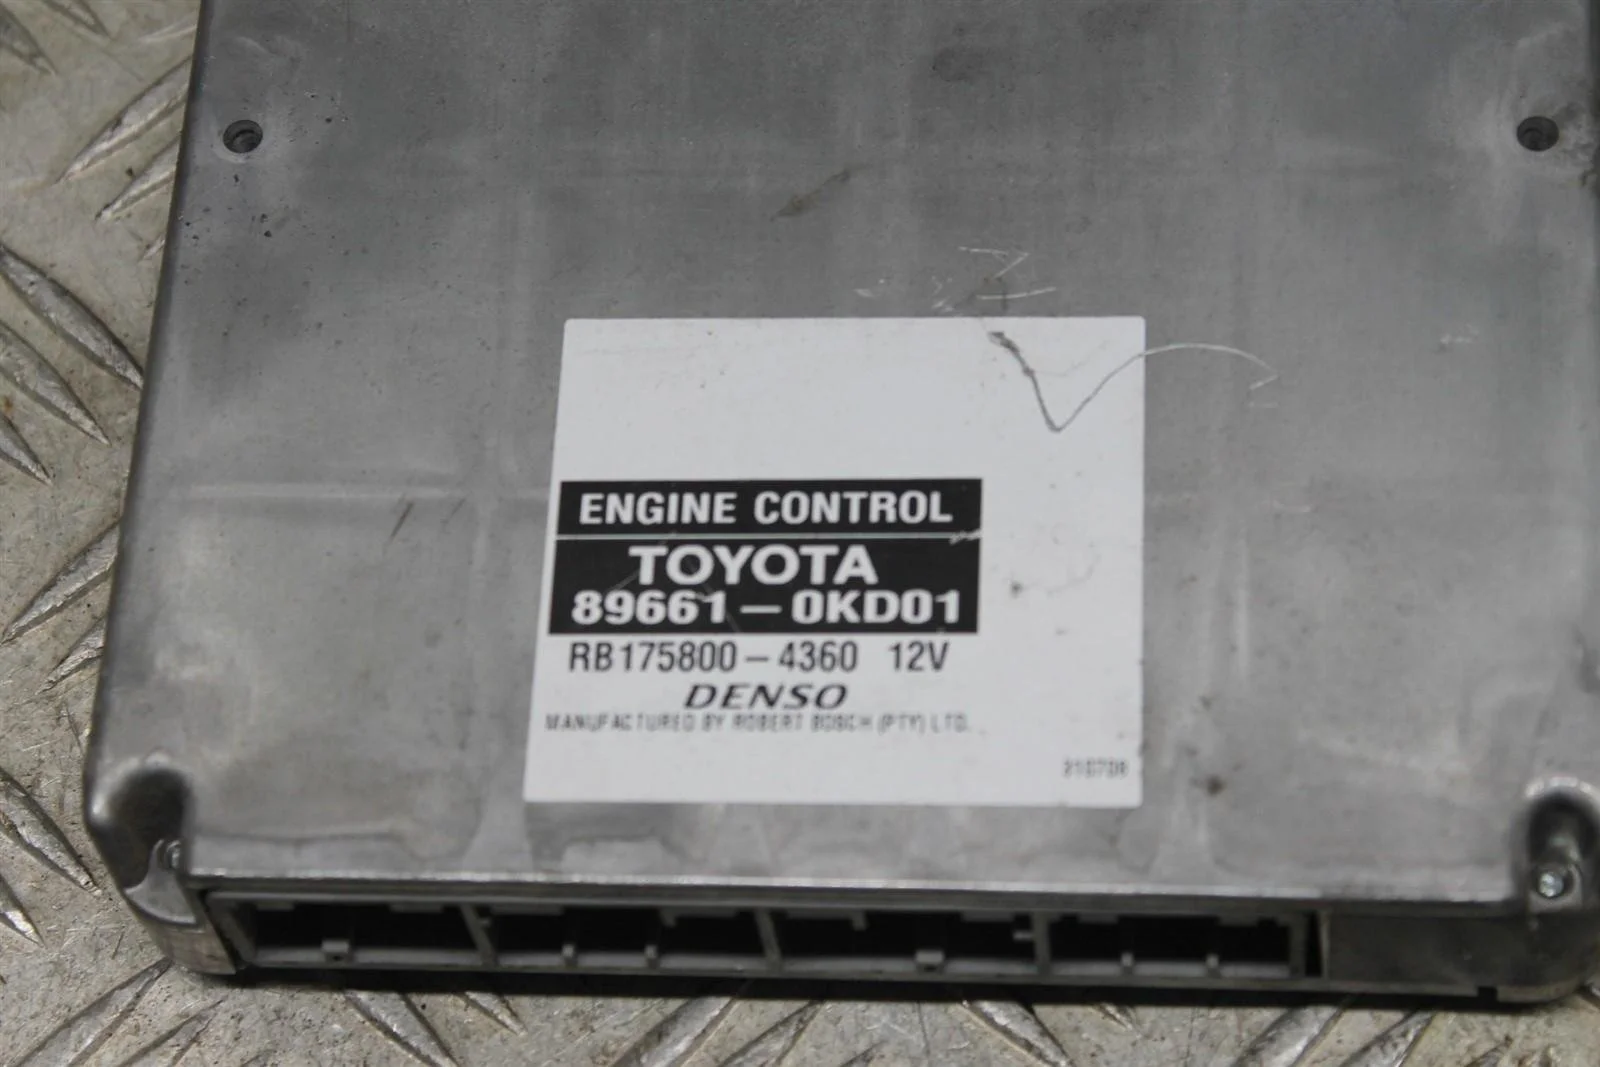 ENGINE CONTROL
TOYOTA
89661-0KD01
RB175800-4360 12V
DENSO
MANUFACTURED BY ROBERT BOSCH (PTY) LTD.